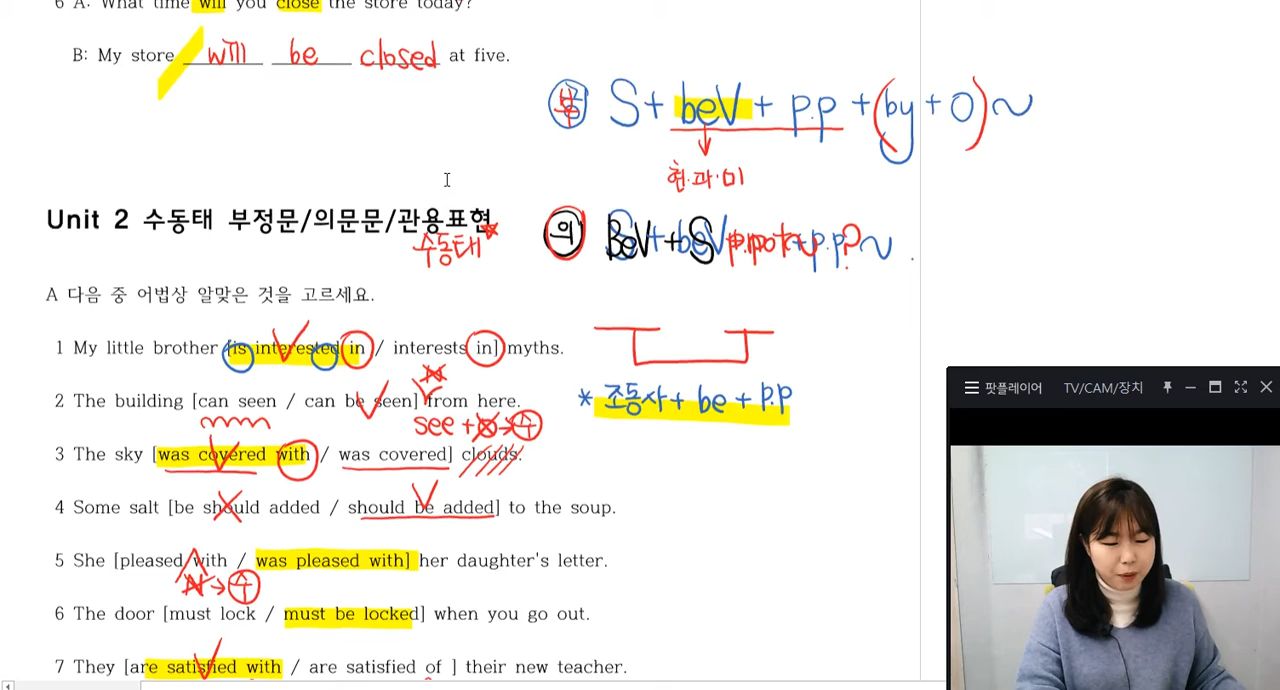 6 A: What time will you close the store today?
B: My store will be closed at five.
S + beV + p.p + (by + O) ~
현·과·미
Unit 2 수동태 부정문/의문문/관용표현
수동태
의
BeV + S
A 다음 중 어법상 알맞은 것을 고르세요.
1 My little brother [is interested in / interests in] myths.
2 The building [can seen / can be seen] from here.
* 조동사 + be + p.p
see + → 수
3 The sky [was covered with / was covered] clouds.
4 Some salt [be should added / should be added] to the soup.
5 She [pleased with / was pleased with] her daughter's letter.
→ 수
6 The door [must lock / must be locked] when you go out.
7 They [are satisfied with / are satisfied of ] their new teacher.
팟플레이어 TV/CAM/장치